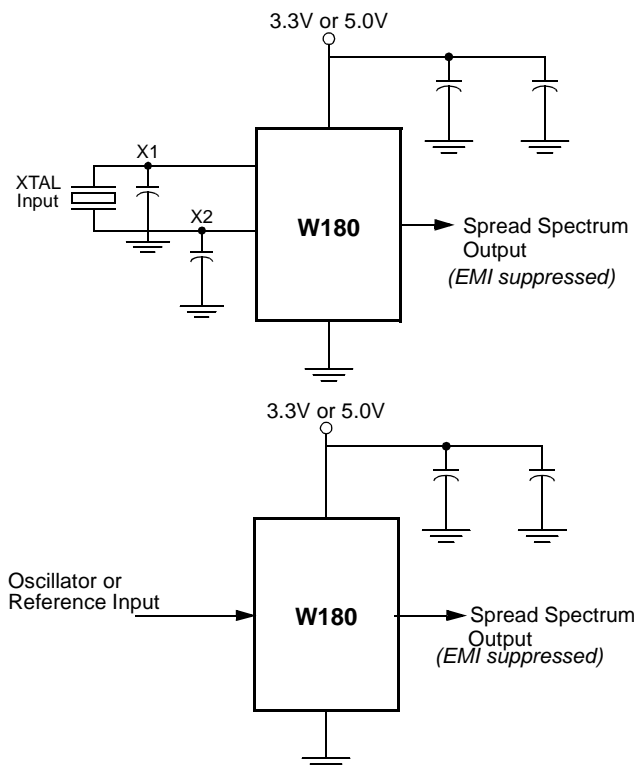 3.3V or 5.0V
X1
XTAL
Input
X2
W180
Spread Spectrum
Output
(EMI suppressed)
3.3V or 5.0V
Oscillator or
Reference Input
W180
Spread Spectrum
Output
(EMI suppressed)